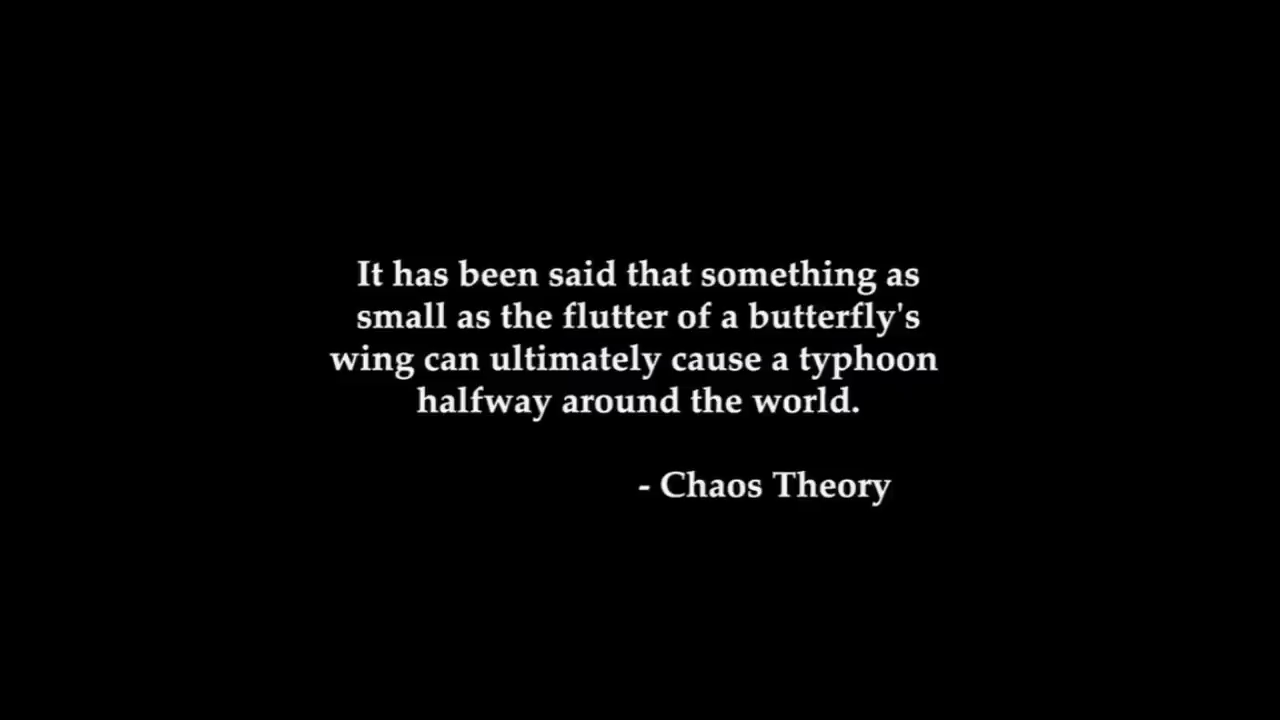 It has been said that something as
small as the flutter of a butterfly's
wing can ultimately cause a typhoon
halfway around the world.
- Chaos Theory